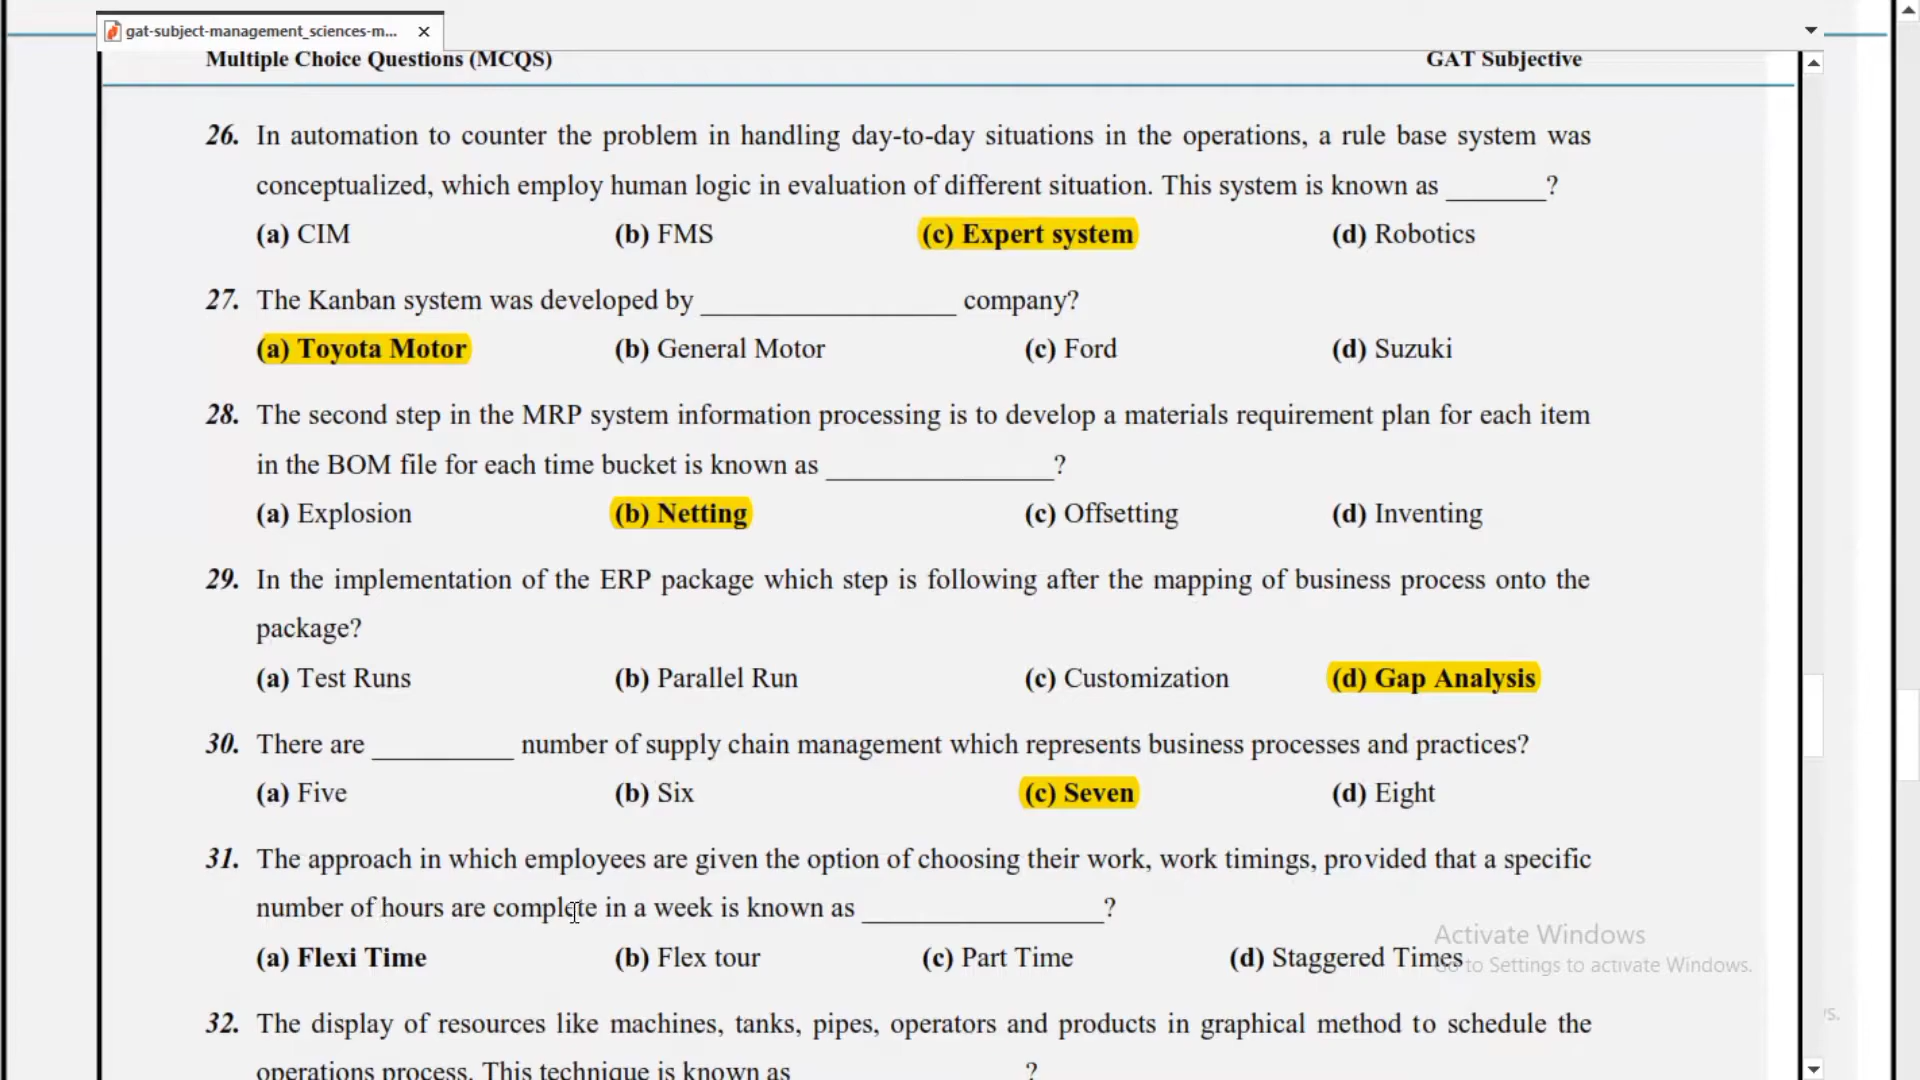 gat-subject-management_sciences-m...
Multiple Choice Questions (MCQS) GAT Subjective
26. In automation to counter the problem in handling day-to-day situations in the operations, a rule base system was
conceptualized, which employ human logic in evaluation of different situation. This system is known as _______?
(a) CIM (b) FMS (c) Expert system (d) Robotics
27. The Kanban system was developed by __________________ company?
(a) Toyota Motor (b) General Motor (c) Ford (d) Suzuki
28. The second step in the MRP system information processing is to develop a materials requirement plan for each item
in the BOM file for each time bucket is known as ________________?
(a) Explosion (b) Netting (c) Offsetting (d) Inventing
29. In the implementation of the ERP package which step is following after the mapping of business process onto the
package?
(a) Test Runs (b) Parallel Run (c) Customization (d) Gap Analysis
30. There are __________ number of supply chain management which represents business processes and practices?
(a) Five (b) Six (c) Seven (d) Eight
31. The approach in which employees are given the option of choosing their work, work timings, provided that a specific
number of hours are complete in a week is known as _________________?
(a) Flexi Time (b) Flex tour (c) Part Time (d) Staggered Times
Activate Windows
to Settings to activate Windows.
32. The display of resources like machines, tanks, pipes, operators and products in graphical method to schedule the
operations process. This technique is known as ________________?